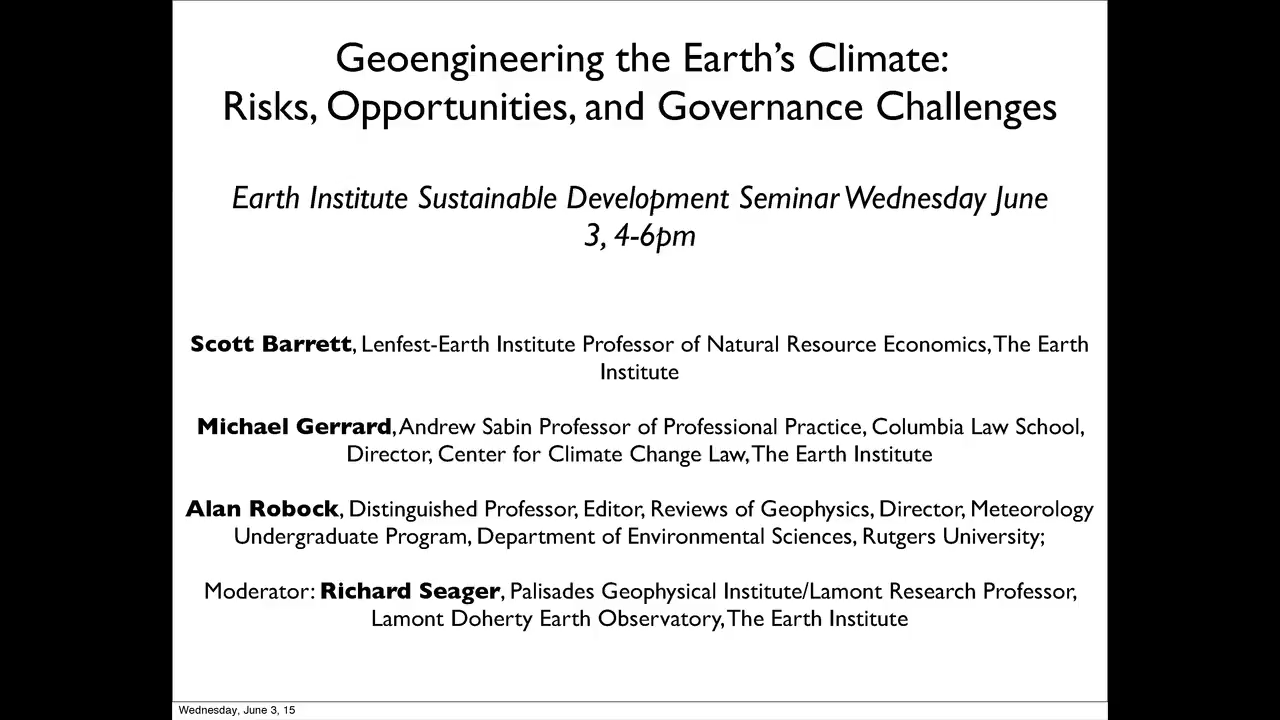 Geoengineering the Earth's Climate:
Risks, Opportunities, and Governance Challenges
Earth Institute Sustainable Development Seminar Wednesday June
3, 4-6pm
Scott Barrett, Lenfest-Earth Institute Professor of Natural Resource Economics, The Earth
Institute
Michael Gerrard, Andrew Sabin Professor of Professional Practice, Columbia Law School,
Director, Center for Climate Change Law, The Earth Institute
Alan Robock, Distinguished Professor, Editor, Reviews of Geophysics, Director, Meteorology
Undergraduate Program, Department of Environmental Sciences, Rutgers University;
Moderator: Richard Seager, Palisades Geophysical Institute/Lamont Research Professor,
Lamont Doherty Earth Observatory, The Earth Institute
Wednesday, June 3, 15